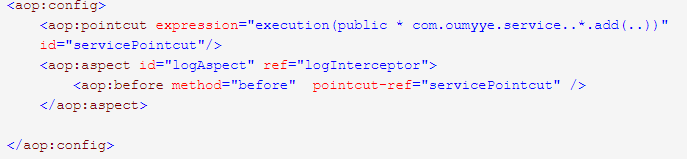 <aop:config>
<aop:pointcut expression="execution(public * com.oumyye.service..*.add(..))"
id="servicePointcut"/>
<aop:aspect id="logAspect" ref="logInterceptor">
<aop:before method="before"  pointcut-ref="servicePointcut" />
</aop:aspect>
</aop:config>